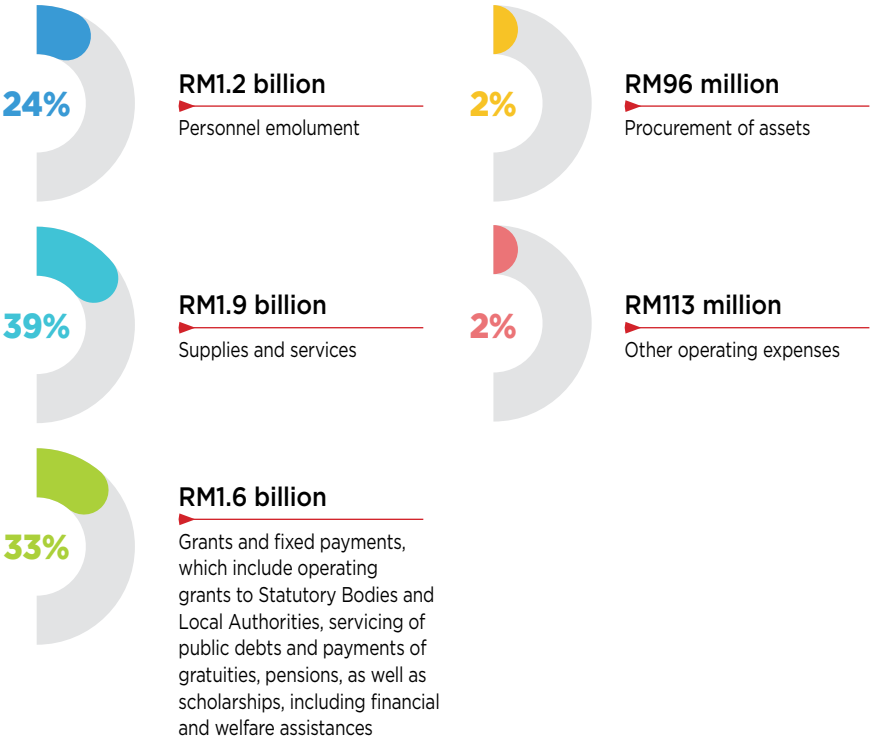 24%
RM1.2 billion
Personnel emolument
39%
RM1.9 billion
Supplies and services
33%
RM1.6 billion
Grants and fixed payments,
which include operating
grants to Statutory Bodies and
Local Authorities, servicing of
public debts and payments of
gratuities, pensions, as well as
scholarships, including financial
and welfare assistances
2%
RM96 million
Procurement of assets
2%
RM113 million
Other operating expenses